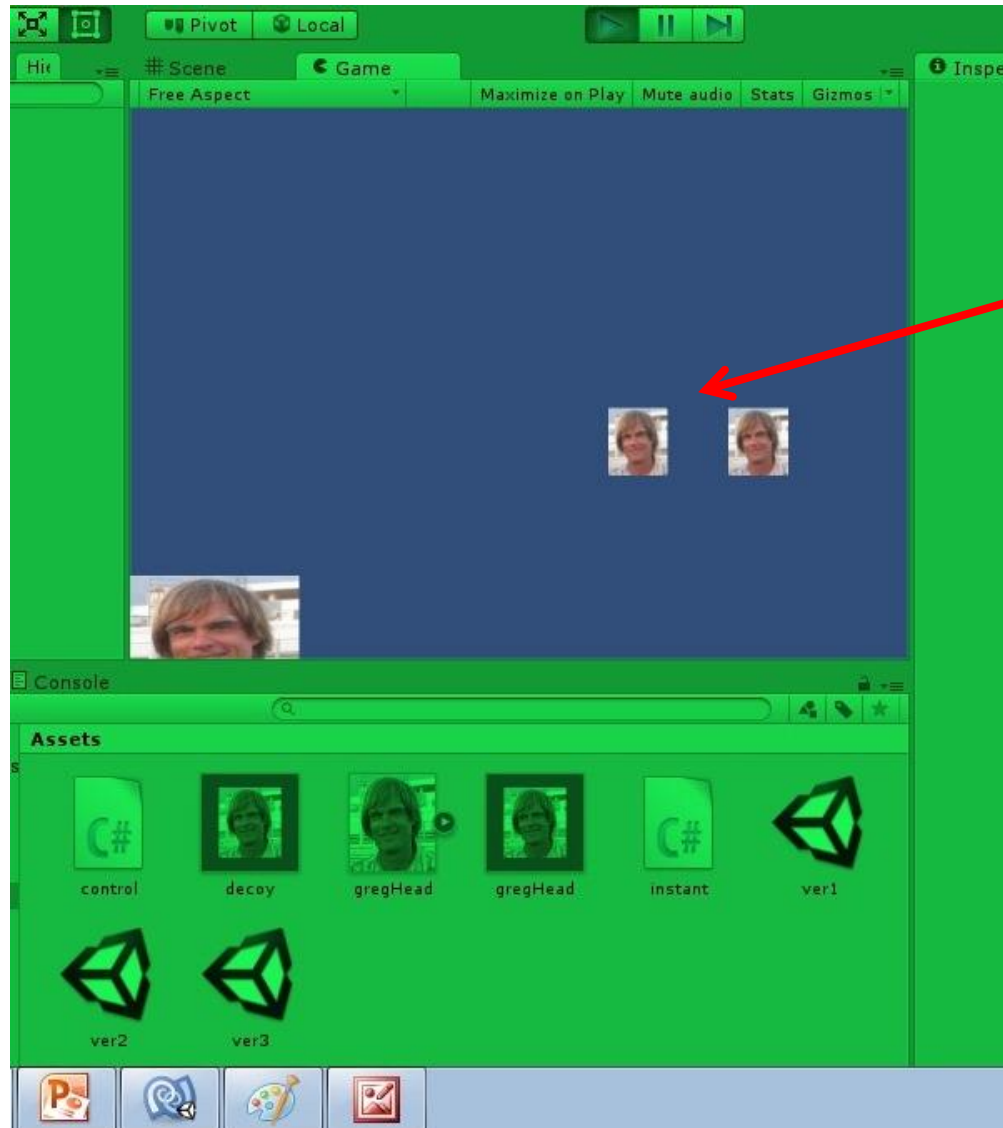 Pivot Local
Hie # Scene Game Inspe
Free Aspect Maximize on Play Mute audio Stats Gizmos
Console
Assets
s
C# C#
control decoy gregHead gregHead instant ver1
ver2 ver3
P